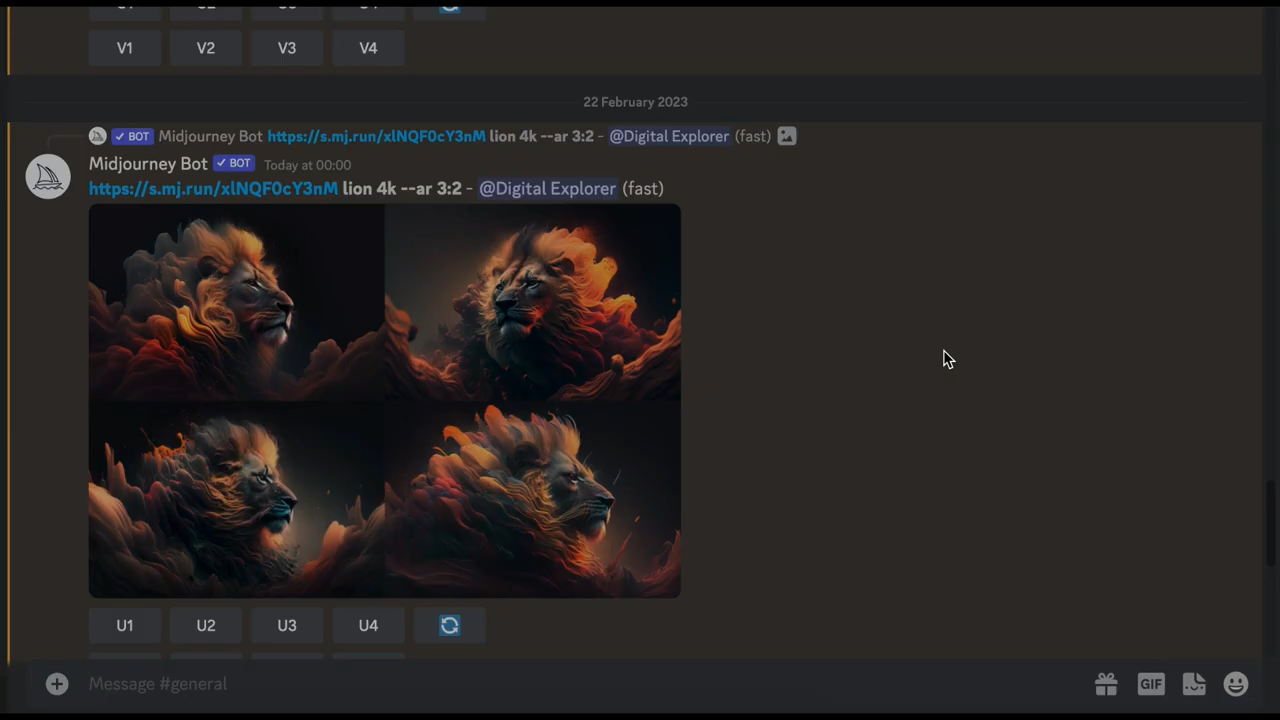 V1 V2 V3 V4
22 February 2023
BOT Midjourney Bot https://s.mj.run/xlNQF0cY3nM lion 4k --ar 3:2 - @Digital Explorer (fast)
Midjourney Bot BOT Today at 00:00
https://s.mj.run/xlNQF0cY3nM lion 4k --ar 3:2 - @Digital Explorer (fast)
U1 U2 U3 U4
Message #general GIF